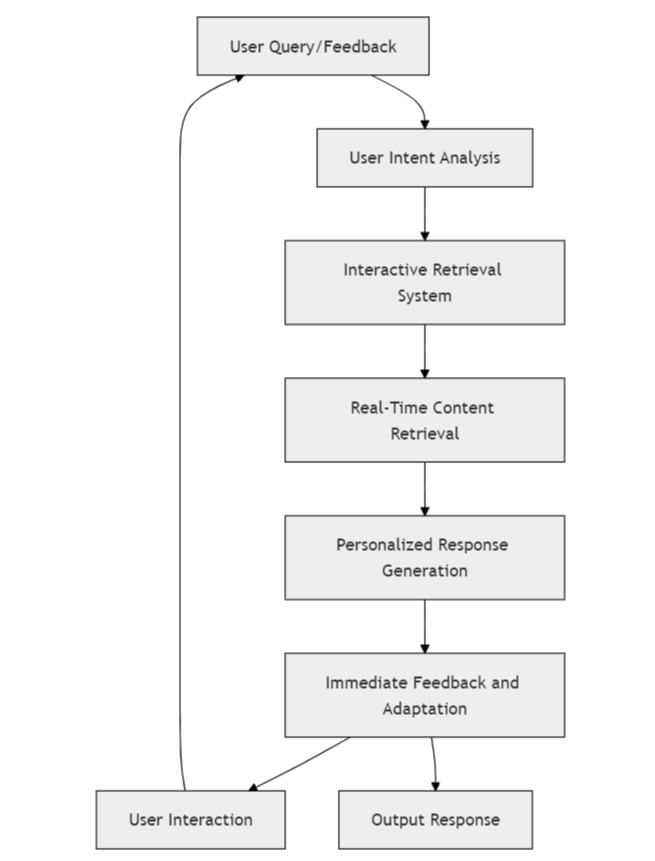 User Query/Feedback
User Intent Analysis
Interactive Retrieval
System
Real-Time Content
Retrieval
Personalized Response
Generation
Immediate Feedback and
Adaptation
User Interaction
Output Response